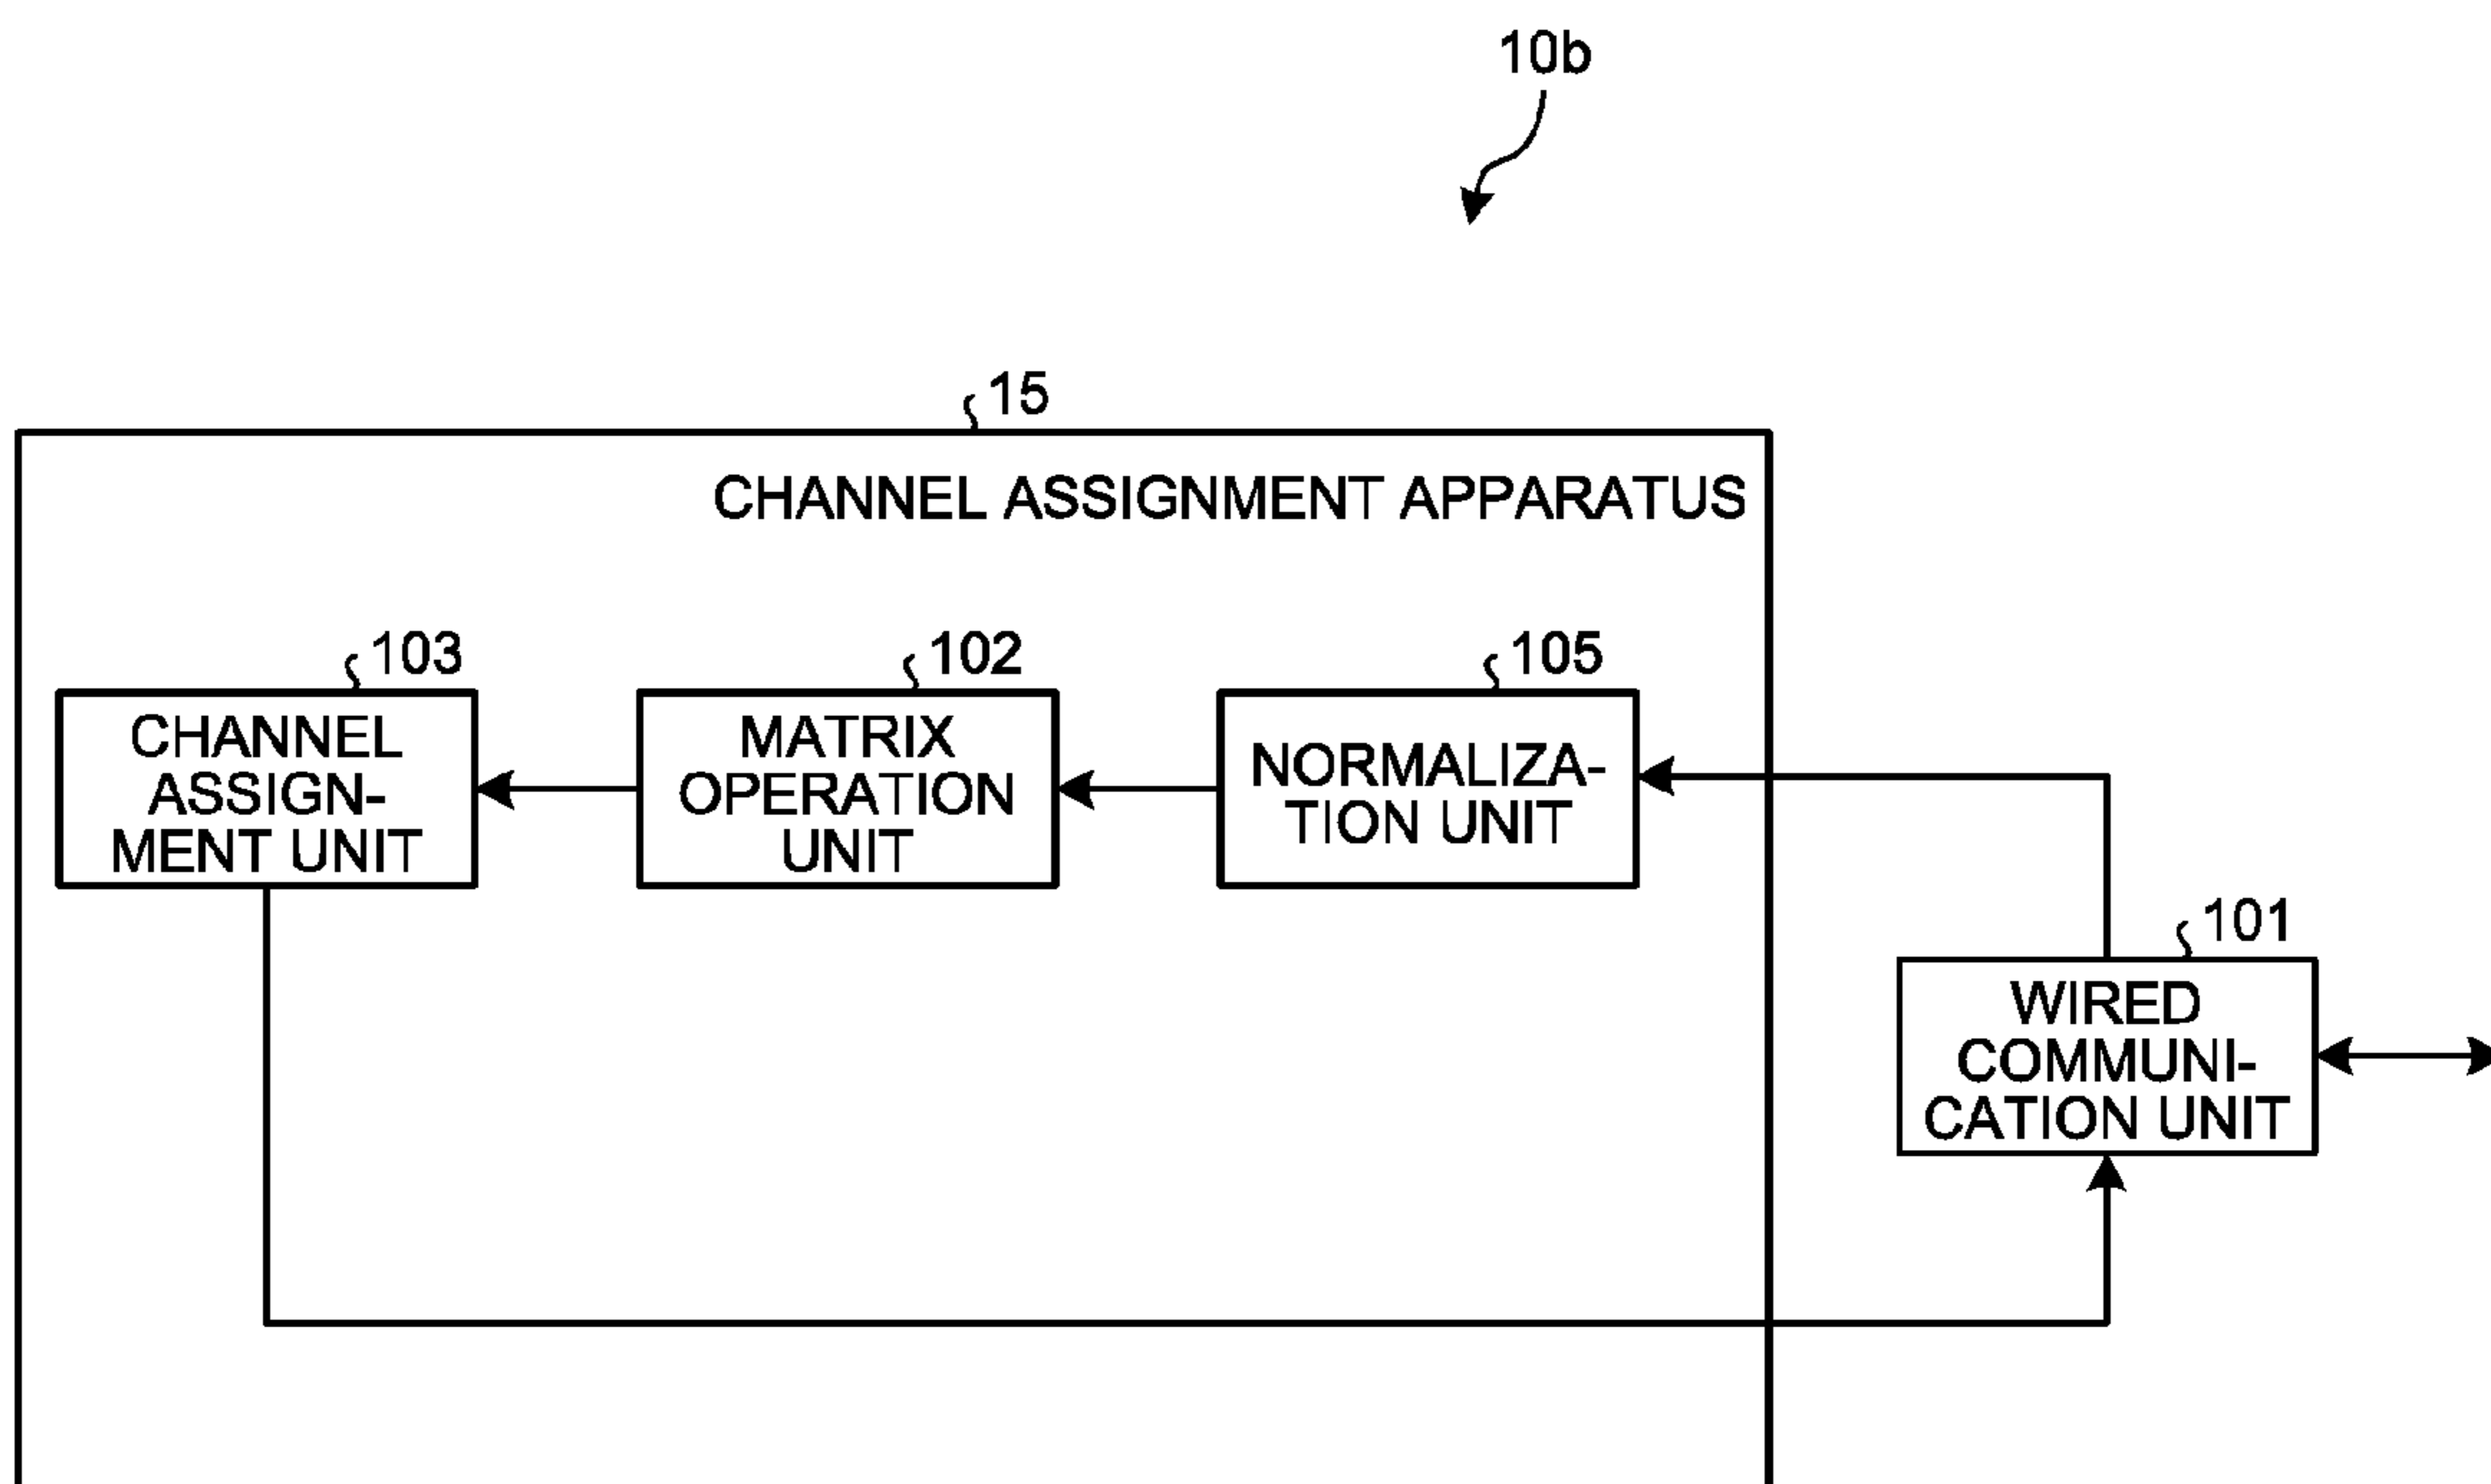 10b
15
CHANNEL ASSIGNMENT APPARATUS
103
CHANNEL
ASSIGN-
MENT UNIT
102
MATRIX
OPERATION
UNIT
105
NORMALIZA-
TION UNIT
101
WIRED
COMMUNI-
CATION UNIT